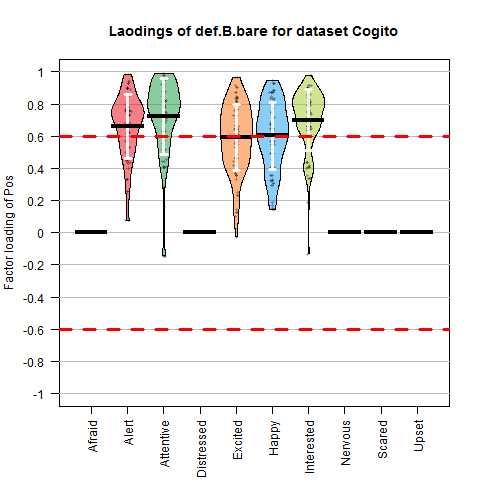 Laodings of def.B.bare for dataset Cogito
Factor loading of Pos
1
0.8
0.6
0.4
0.2
0
-0.2
-0.4
-0.6
-0.8
-1
Afraid
Alert
Attentive
Distressed
Excited
Happy
Interested
Nervous
Scared
Upset